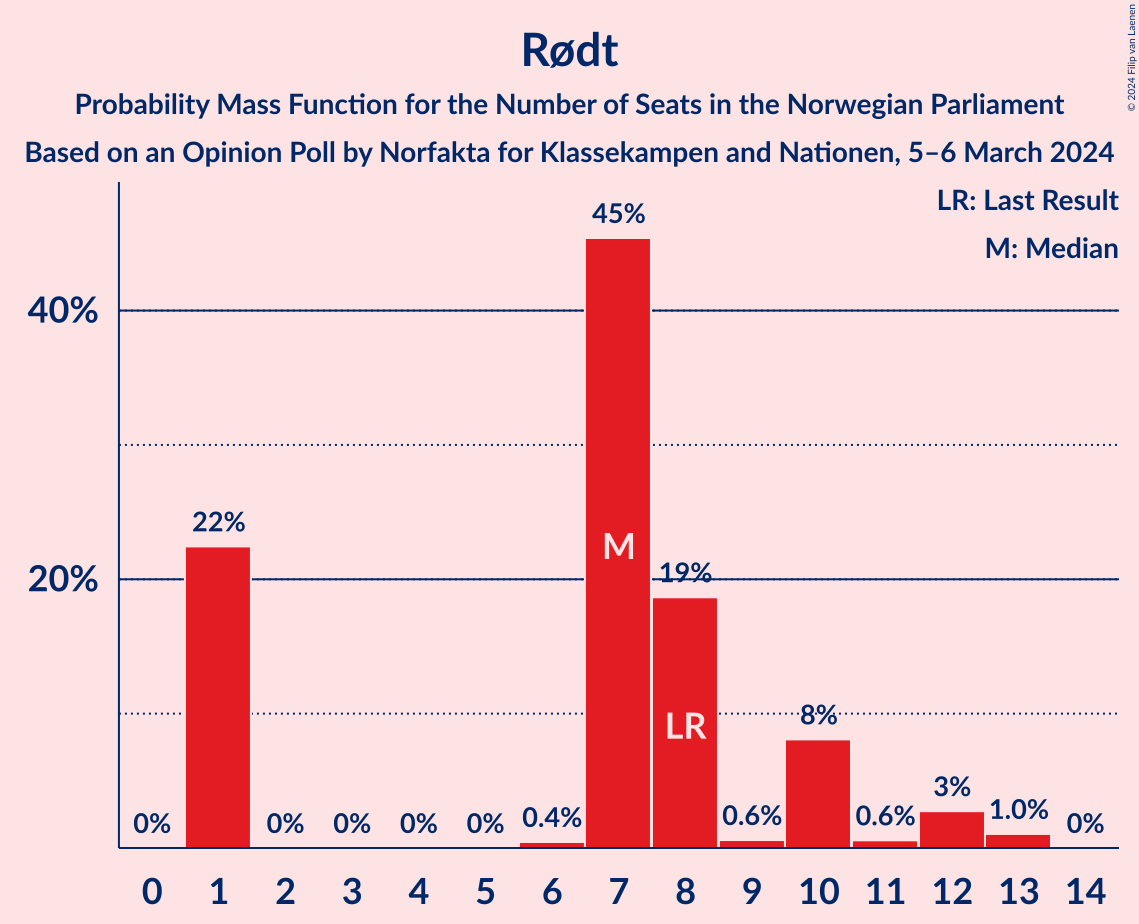 Rødt
Probability Mass Function for the Number of Seats in the Norwegian Parliament
Based on an Opinion Poll by Norfakta for Klassekampen and Nationen, 5–6 March 2024
© 2024 Filip van Laenen
LR: Last Result
M: Median
40%
20%
0%
22%
0%
0%
0%
0%
0.4%
45%
19%
0.6%
8%
0.6%
3%
1.0%
0%
M
LR
0 1 2 3 4 5 6 7 8 9 10 11 12 13 14